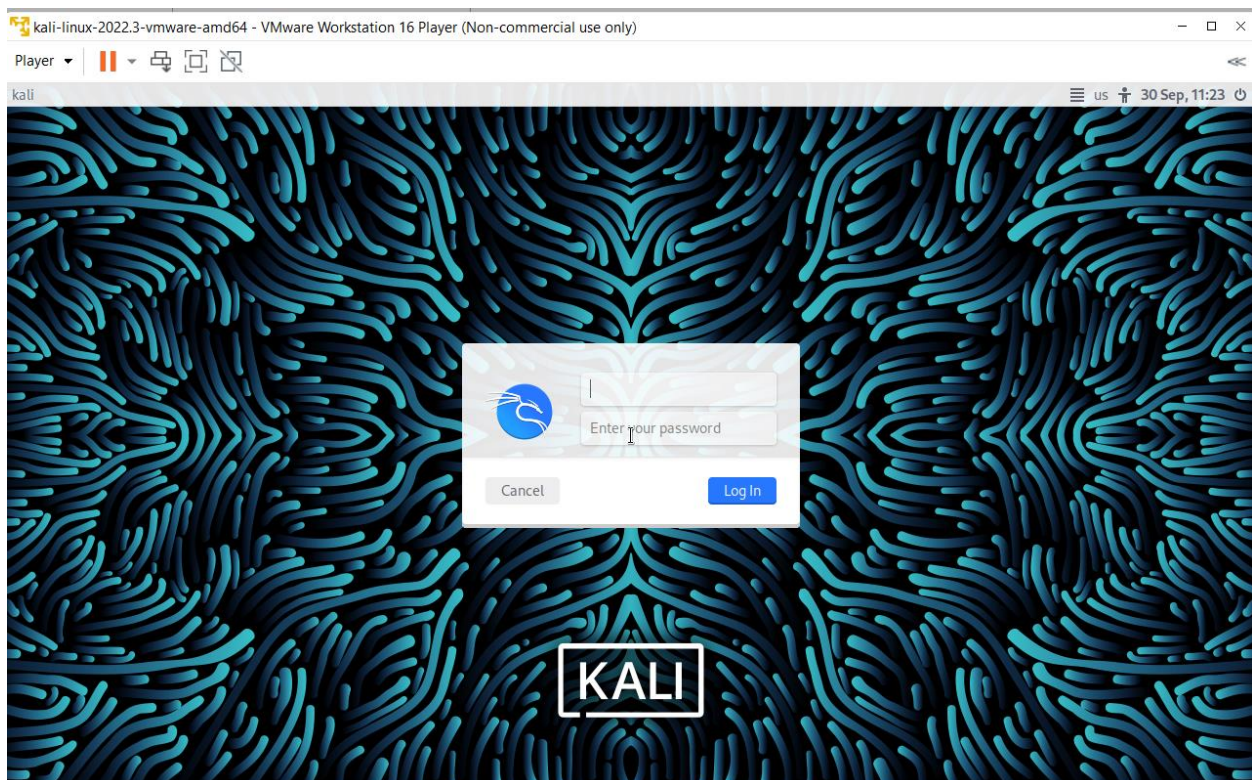 kali-linux-2022.3-vmware-amd64 - VMware Workstation 16 Player (Non-commercial use only)
Player
kali us 30 Sep, 11:23
Enter your password
Cancel Log In
KALI